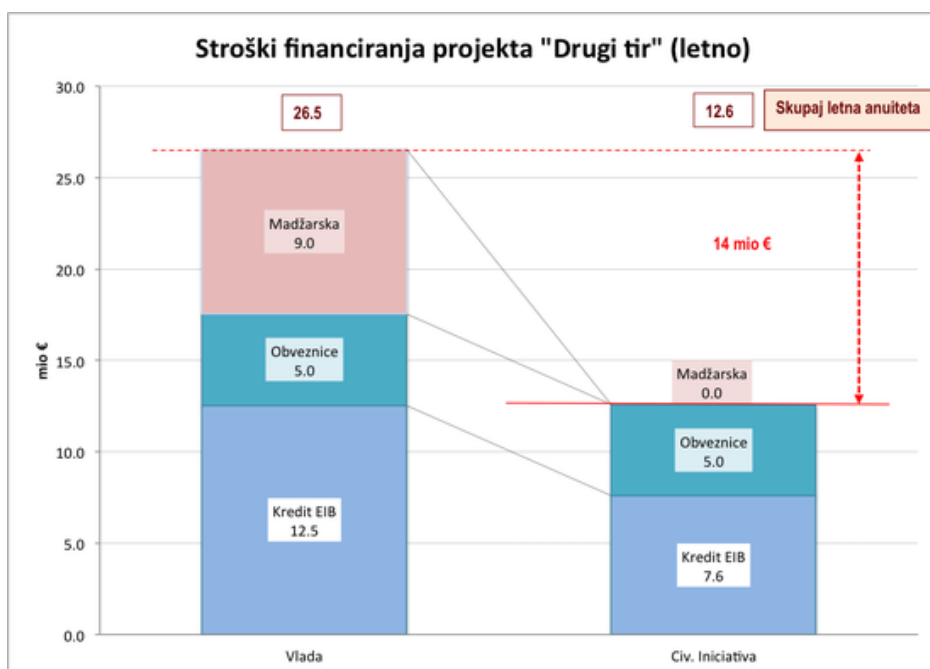 Stroški financiranja projekta "Drugi tir" (letno)
30.0
26.5
12.6
Skupaj letna anuiteta
25.0
Madžarska
9.0
14 mio €
20.0
Obveznice
5.0
15.0
Madžarska
0.0
mio €
Obveznice
5.0
10.0
Kredit EIB
12.5
5.0
Kredit EIB
7.6
0.0
Vlada
Civ. Iniciativa